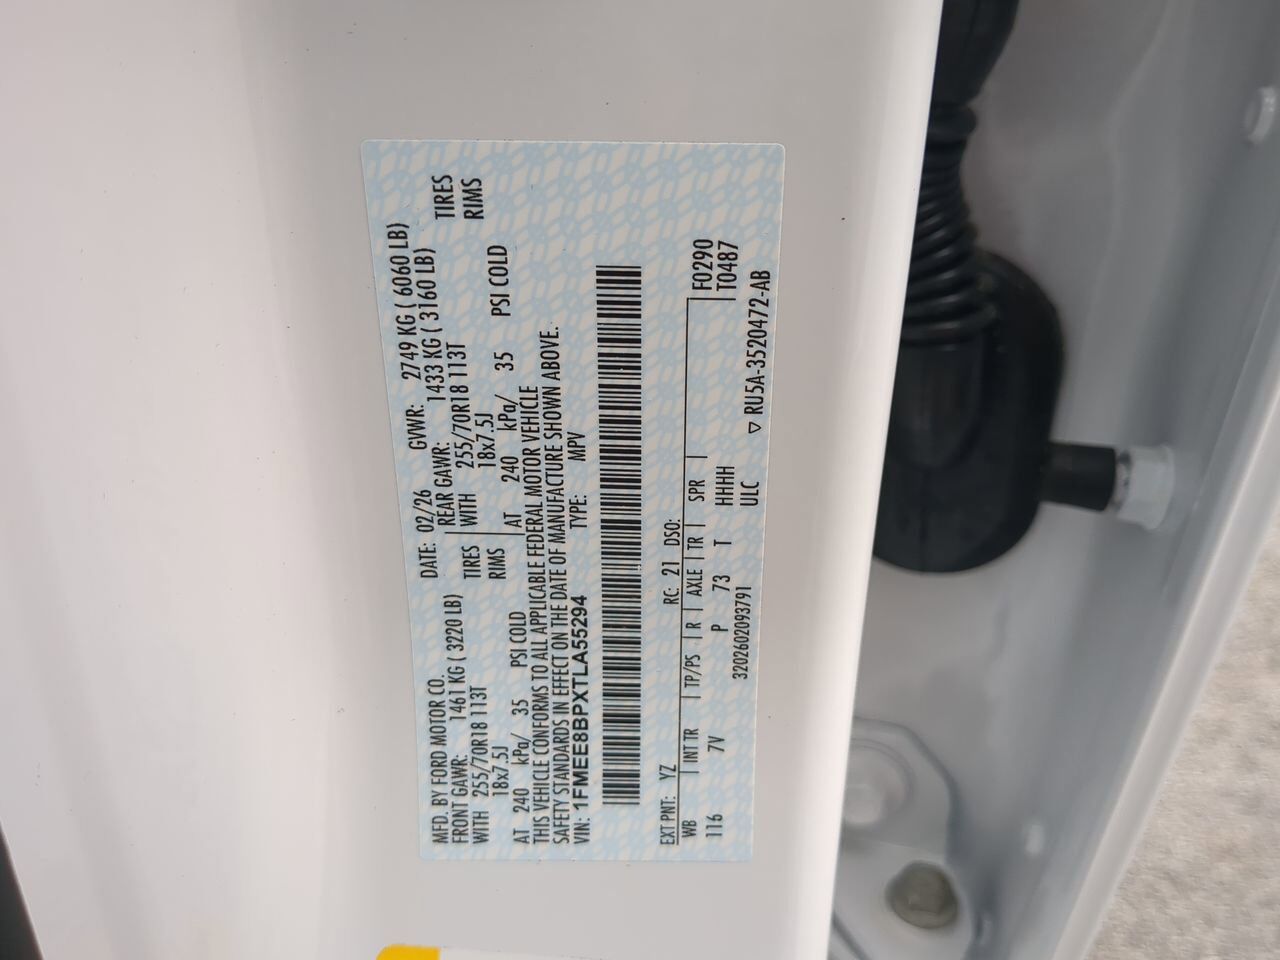 MFD. BY FORD MOTOR CO. DATE: 02/26 GVWR: 2749 KG ( 6060 LB)
FRONT GAWR: 1461 KG ( 3220 LB) REAR GAWR: 1433 KG ( 3160 LB)
WITH 255/70R18 113T TIRES WITH 255/70R18 113T TIRES
18x7.5J RIMS 18x7.5J RIMS
AT 240 kPa/ 35 PSI COLD AT 240 kPa/ 35 PSI COLD
THIS VEHICLE CONFORMS TO ALL APPLICABLE FEDERAL MOTOR VEHICLE
SAFETY STANDARDS IN EFFECT ON THE DATE OF MANUFACTURE SHOWN ABOVE.
VIN: 1FMEE8BPXTLA55294 TYPE: MPV
EXT PNT: YZ RC: 21 DSO:
WB INT TR TP/PS R AXLE TR SPR F0290
116 7V P 73 T HHHH T0487
3202602093791 ULC ▽ RU5A-3520472-AB